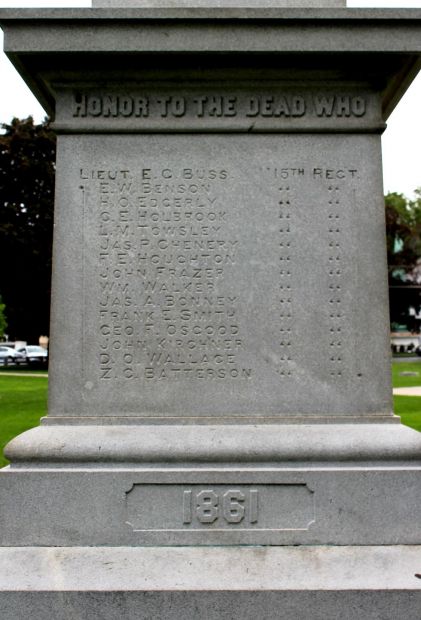 HONOR TO THE DEAD WHO
LIEUT. E. C. BUSS. 15TH REGT.
E. W. BENSON " "
H. O. EDGERLY " "
C. E. HOLBROOK " "
L. M. TOWSLEY " "
JAS. P. CHENERY " "
F. E. HOUGHTON " "
JOHN FRAZER " "
WM. WALKER " "
JAS. A. BONNEY " "
FRANK E. SMITH " "
GEO. F. OSGOOD " "
JOHN KIRCHNER " "
D. O. WALLACE " "
Z. C. BATTERSON " "
1861